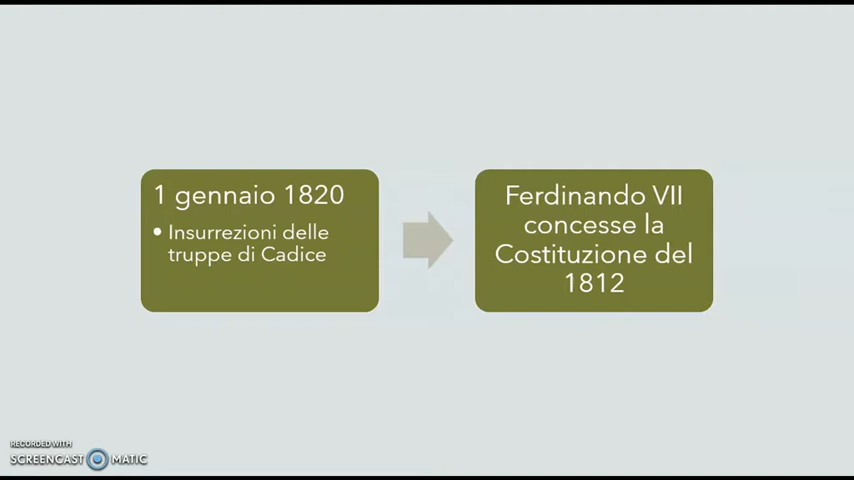 1 gennaio 1820
• Insurrezioni delle
truppe di Cadice
Ferdinando VII
concesse la
Costituzione del
1812
RECORDED WITH
SCREENCAST MATIC